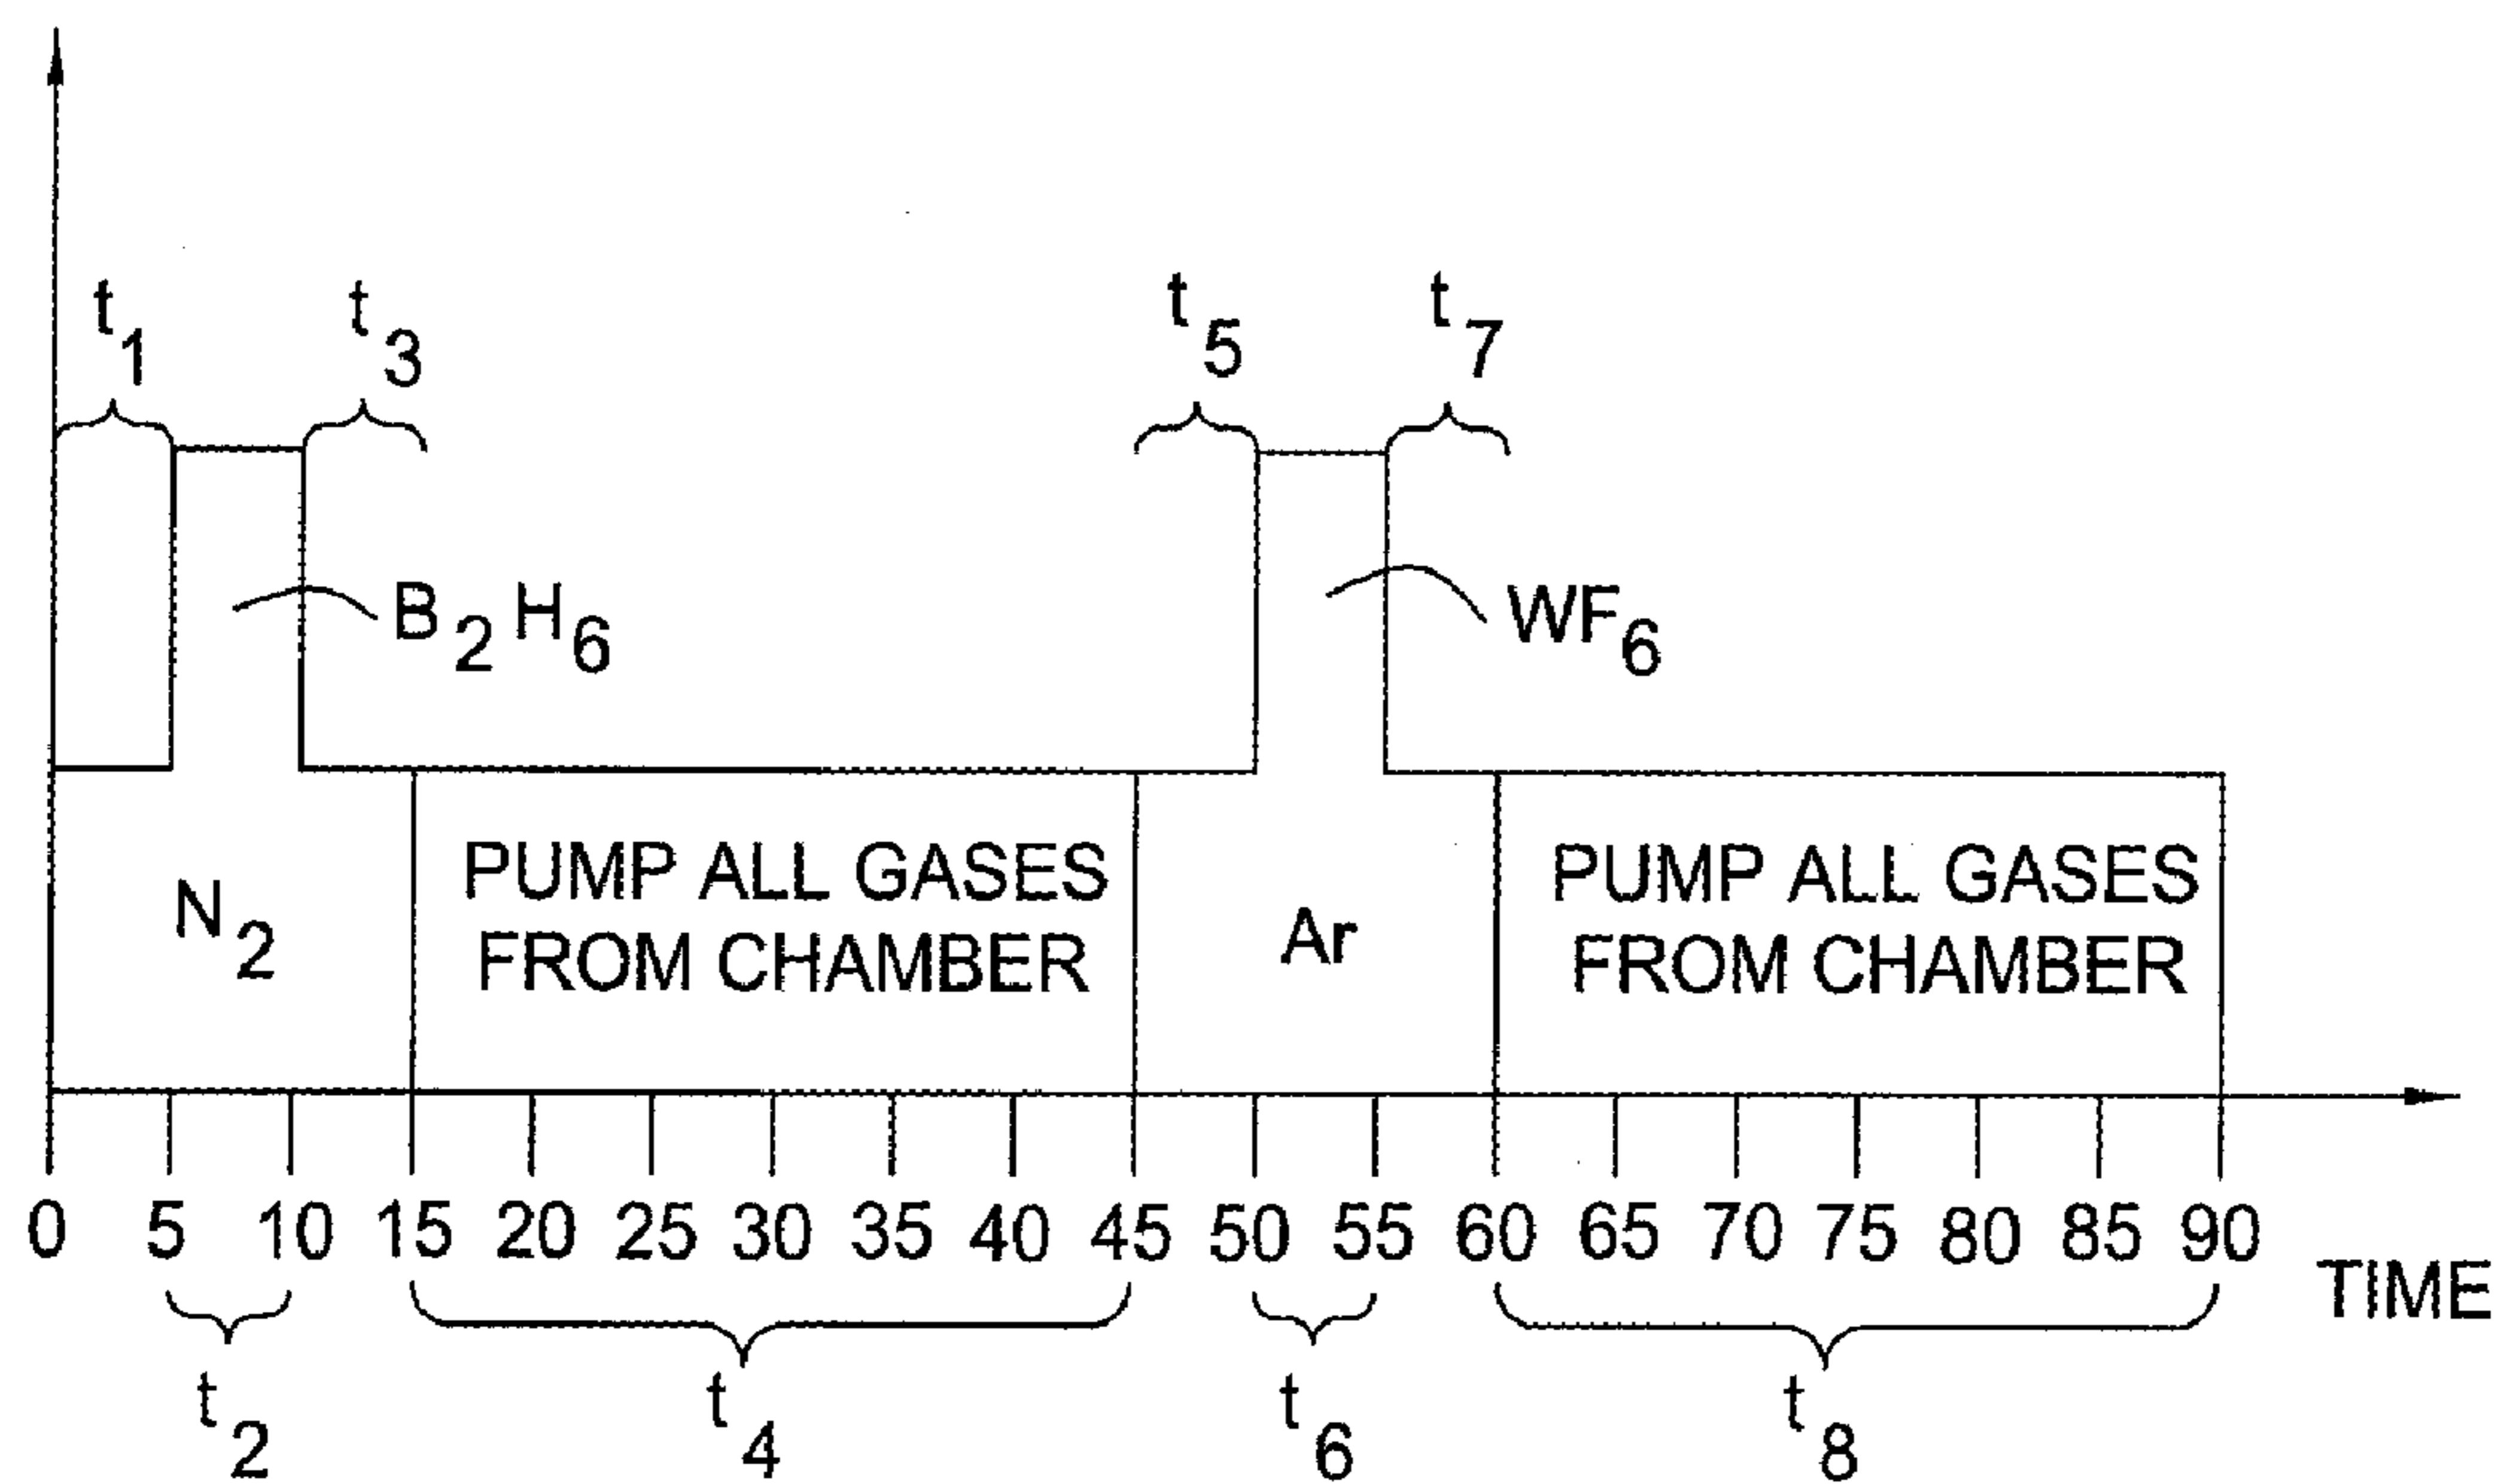 t1 t3 t5 t7
B2H6 WF6
N2 PUMP ALL GASES FROM CHAMBER Ar PUMP ALL GASES FROM CHAMBER
0 5 10 15 20 25 30 35 40 45 50 55 60 65 70 75 80 85 90
TIME
t2 t4 t6 t8